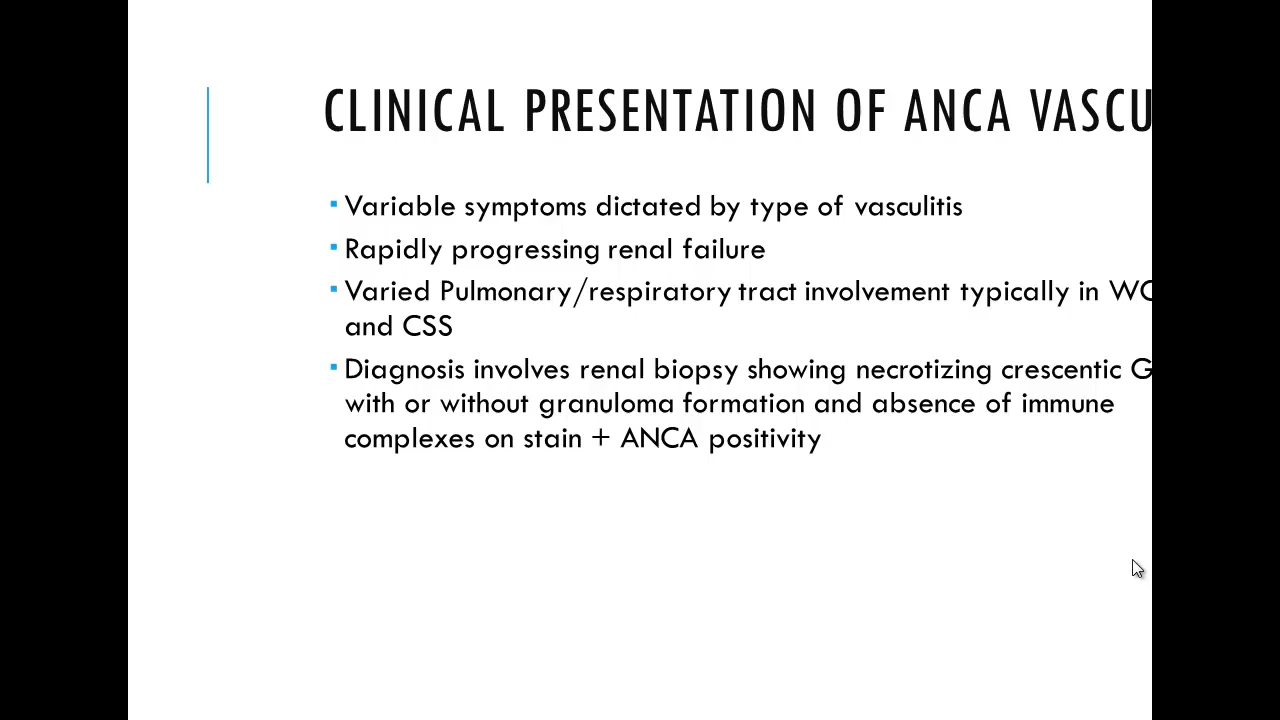 CLINICAL PRESENTATION OF ANCA
Variable symptoms dictated by type of vasculitis
Rapidly progressing renal failure
Varied Pulmonary/respiratory tract involvement typically in
and CSS
Diagnosis involves renal biopsy showing necrotizing crescentic
with or without granuloma formation and absence of immune
complexes on stain + ANCA positivity